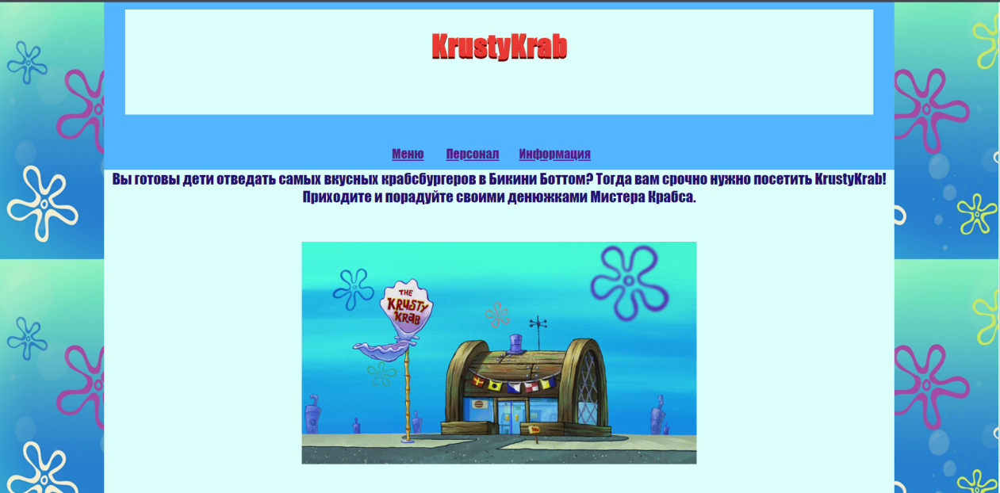 KrustyKrab
Меню Персонал Информация
Вы готовы дети отведать самых вкусных крабсбургеров в Бикини Боттом? Тогда вам срочно нужно посетить KrustyKrab!
Приходите и порадуйте своими денюжками Мистера Крабса.
THE
KRUSTY
KRAB